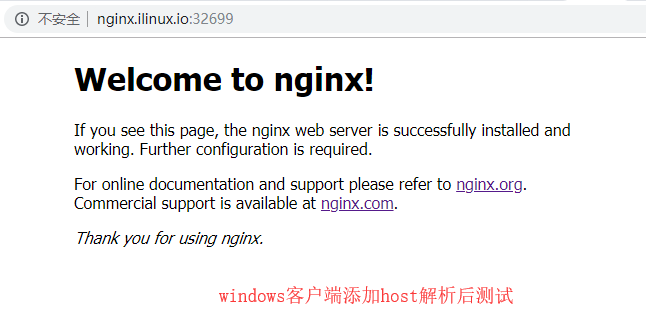 不安全 nginx.ilinux.io:32699
Welcome to nginx!
If you see this page, the nginx web server is successfully installed and
working. Further configuration is required.
For online documentation and support please refer to nginx.org.
Commercial support is available at nginx.com.
Thank you for using nginx.
windows客户端添加host解析后测试